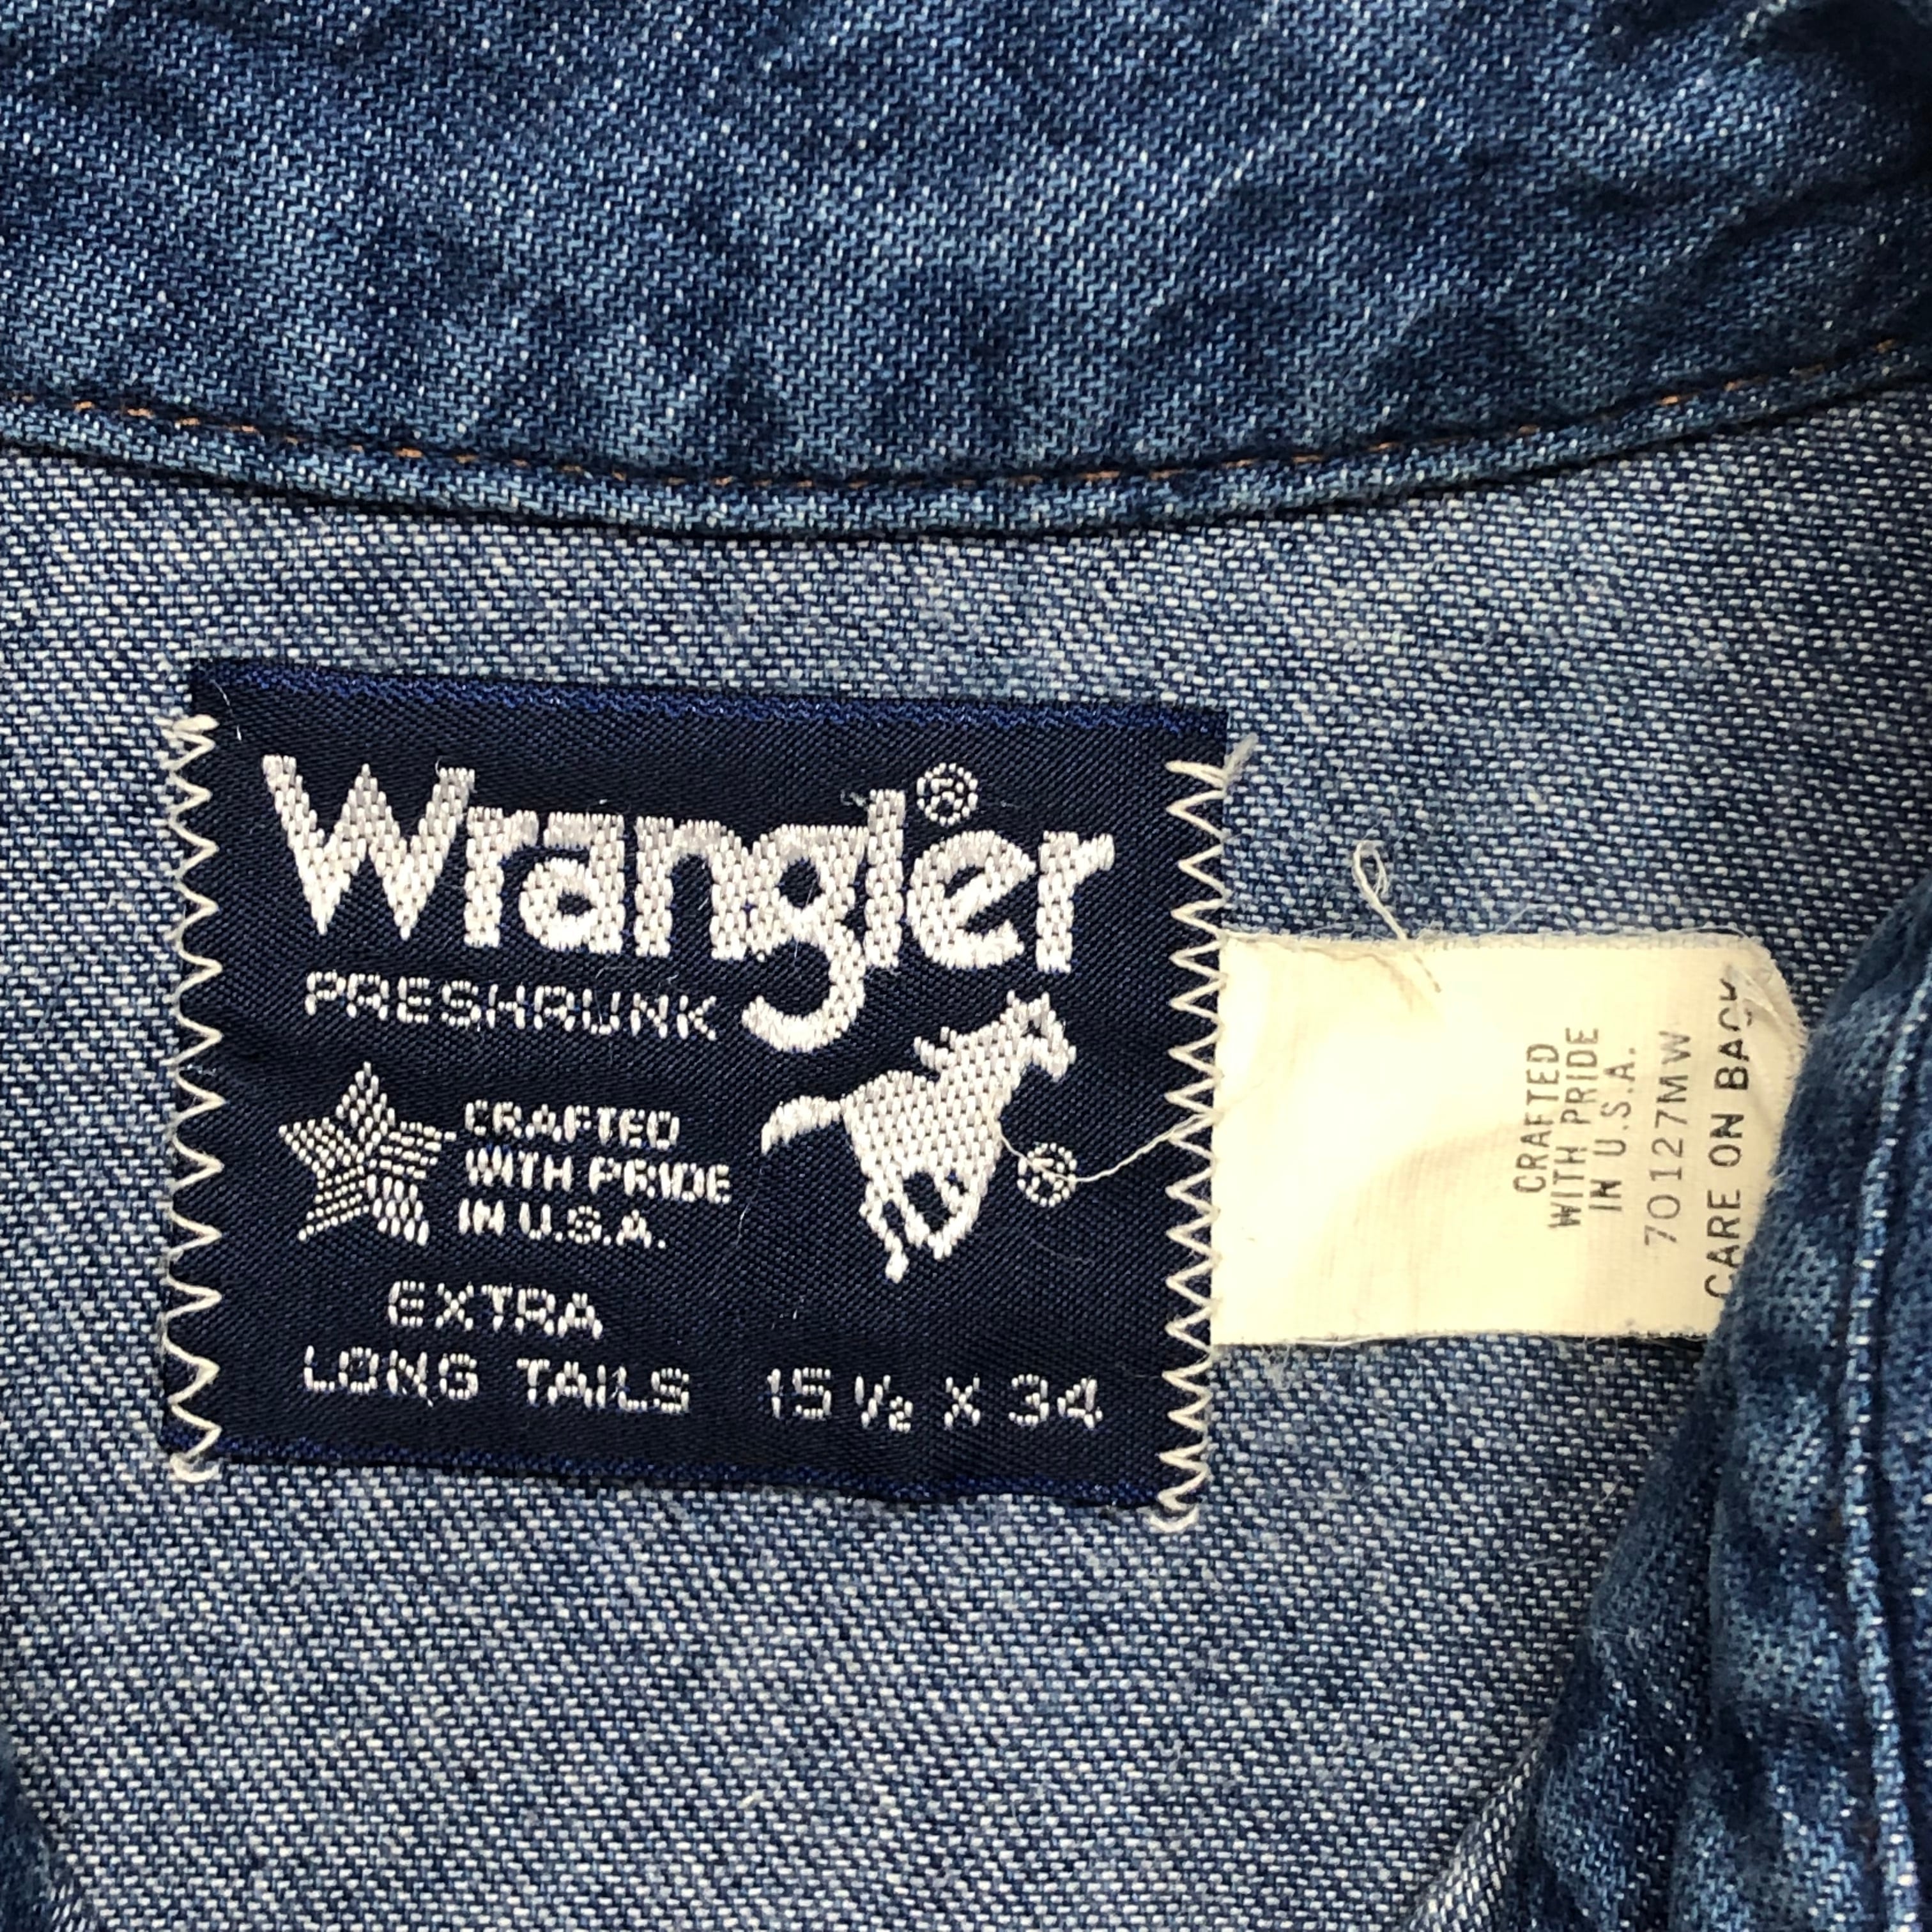 Wrangler®
PRESHRUNK
CRAFTED
WITH PRIDE
IN U.S.A.
®
EXTRA
LONG TAILS 15 ½ X 34
CRAFTED
WITH PRIDE
IN U.S.A.
70127MW
CARE ON BACK